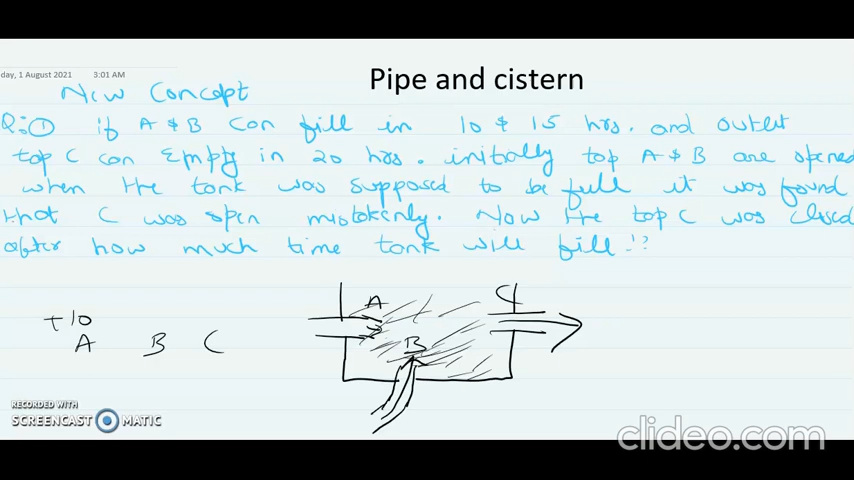 day, 1 August 2021 3:01 AM
Pipe and cistern
New Concept
Q:① if A & B Can fill in 10 & 15 hrs. and outlet
tap C can Empty in 20 hrs. initially tap A & B are opened
when the tank was supposed to be full it was found
that C was open mistakenly. Now the tap C was closed
after how much time tank will fill!?
+10
A B C
A
C
B
RECORDED WITH
SCREENCAST MATIC
clideo.com